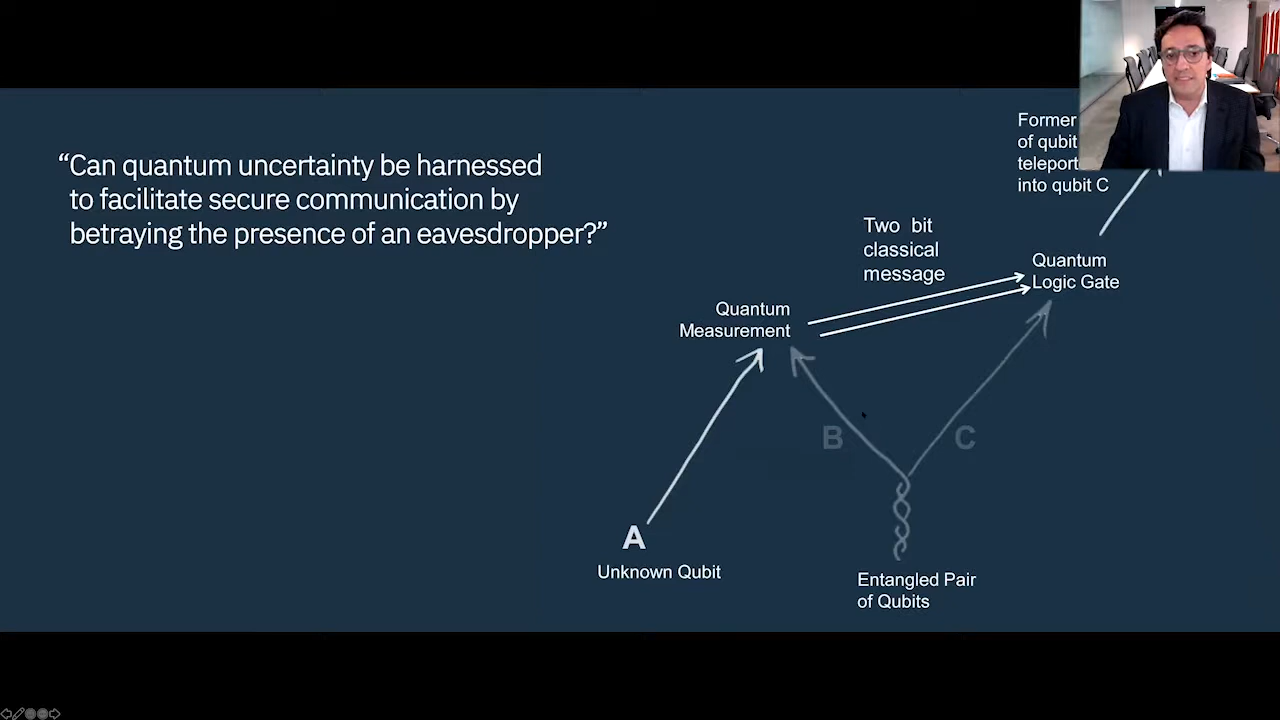 “Can quantum uncertainty be harnessed
to facilitate secure communication by
betraying the presence of an eavesdropper?”
Former
of qubit
into qubit C
Two bit
classical
message
Quantum
Logic Gate
Quantum
Measurement
B
C
A
Unknown Qubit
Entangled Pair
of Qubits